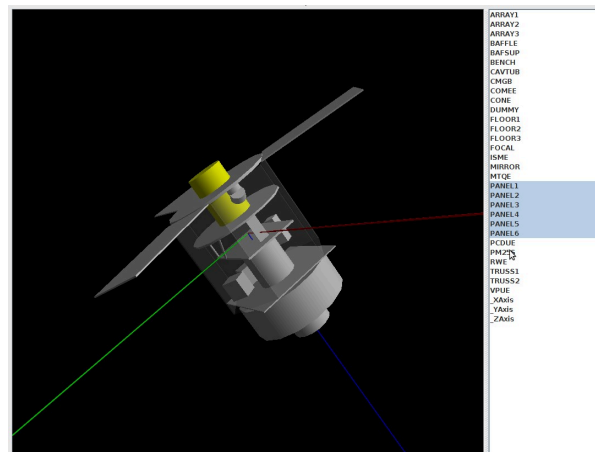 ARRAY1
ARRAY2
ARRAY3
BAFFLE
BAFSUP
BENCH
CAVTUB
CMGB
COMEE
CONE
DUMMY
FLOOR1
FLOOR2
FLOOR3
FOCAL
ISME
MIRROR
MTQE
PANEL1
PANEL2
PANEL3
PANEL4
PANEL5
PANEL6
PCDUE
RWE
TRUSS1
TRUSS2
VPUE
_XAxis
_YAxis
_ZAxis